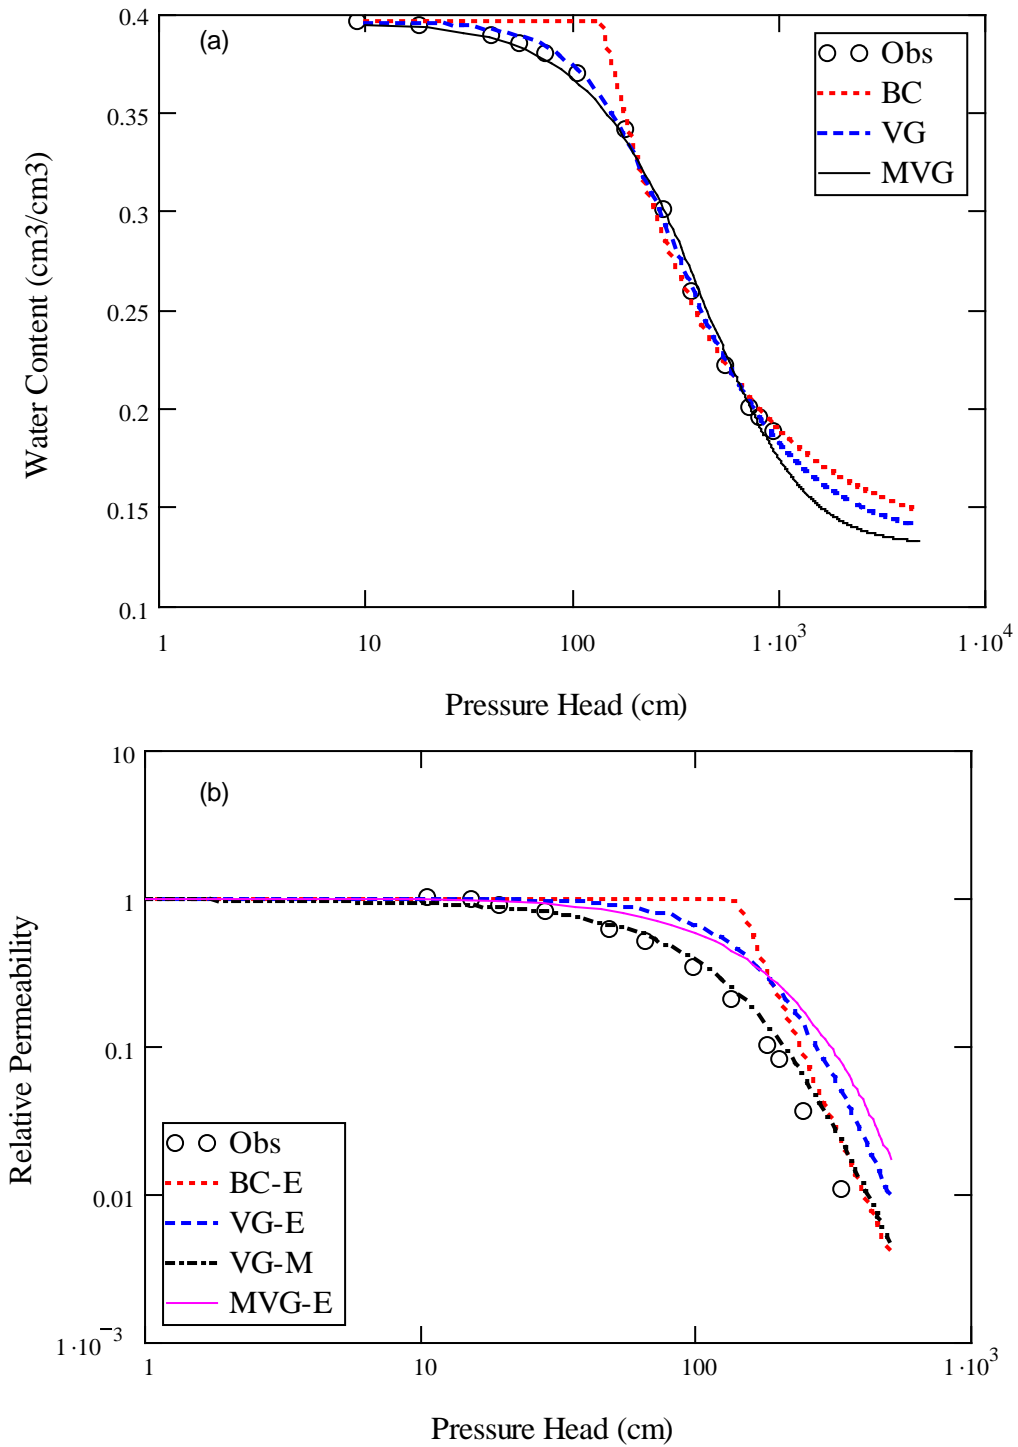 0.4
(a)
Obs
BC
VG
MVG
0.35
0.3
0.25
0.2
0.15
0.1
Water Content (cm3/cm3)
1
10
100
1·10³
1·10⁴
Pressure Head (cm)
10
(b)
1
0.1
0.01
1·10⁻³
Relative Permeability
Obs
BC-E
VG-E
VG-M
MVG-E
1
10
100
1·10³
Pressure Head (cm)